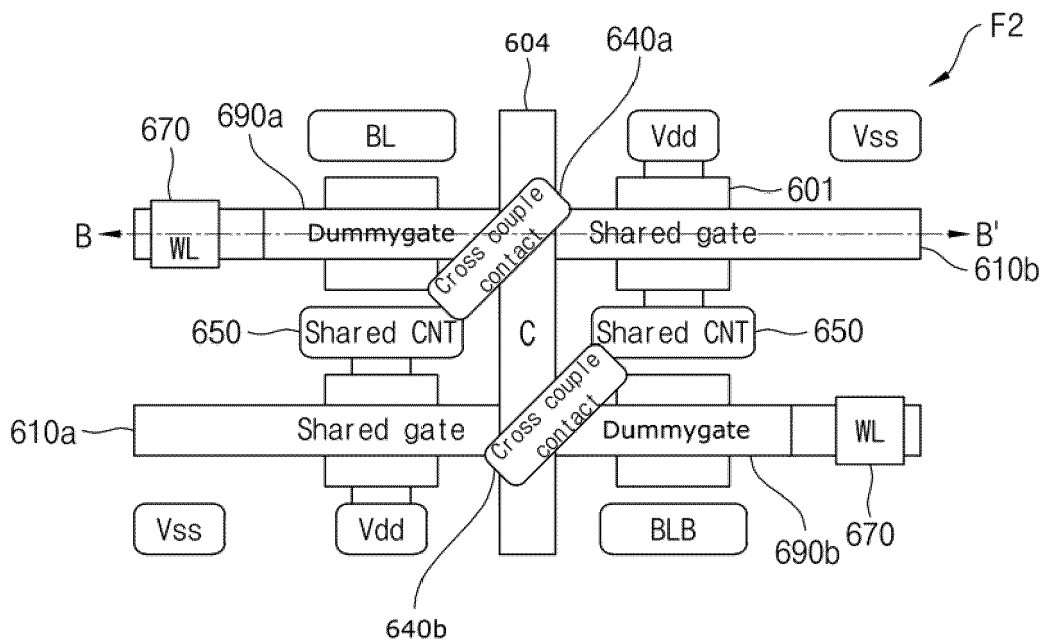 604
640a
F2
690a
670
BL
Vdd
Vss
601
B
WL
Dummygate
Cross couple
contact
Shared gate
B'
610b
650
Shared CNT
C
Shared CNT
650
610a
Shared gate
Cross couple
contact
Dummygate
WL
Vss
Vdd
BLB
690b
670
640b